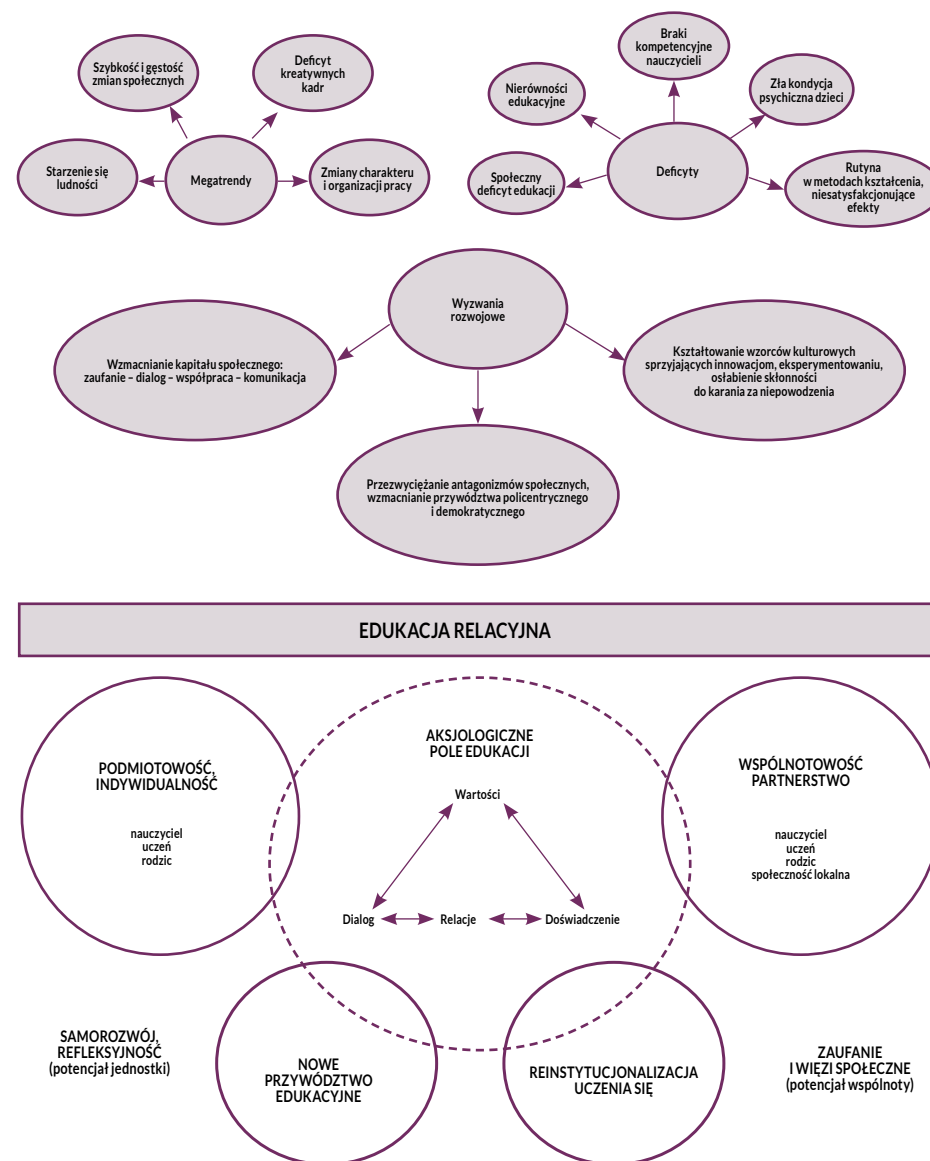 Szybkość i gęstość
zmian społecznych
Deficyt
kreatywnych
kadr
Starzenie się
ludności
Megatrendy
Zmiany charakteru
i organizacji pracy
Braki
kompetencyjne
nauczycieli
Nierówności
edukacyjne
Zła kondycja
psychiczna dzieci
Społeczny
deficyt edukacji
Deficyty
Rutyna
w metodach kształcenia,
niesatysfakcjonujące
efekty
Wyzwania
rozwojowe
Wzmacnianie kapitału społecznego:
zaufanie – dialog – współpraca – komunikacja
Kształtowanie wzorców kulturowych
sprzyjających innowacjom, eksperymentowaniu,
osłabienie skłonności
do karania za niepowodzenia
Przezwyciężanie antagonizmów społecznych,
wzmacnianie przywództwa policentrycznego
i demokratycznego
EDUKACJA RELACYJNA
PODMIOTOWOŚĆ,
INDYWIDUALNOŚĆ
nauczyciel
uczeń
rodzic
AKSJOLOGICZNE
POLE EDUKACJI
Wartości
Dialog
Relacje
Doświadczenie
WSPÓLNOTOWOŚĆ
PARTNERSTWO
nauczyciel
uczeń
rodzic
społeczność lokalna
SAMOROZWÓJ,
REFLEKSYJNOŚĆ
(potencjał jednostki)
NOWE
PRZYWÓDZTWO
EDUKACYJNE
REINSTYTUCJONALIZACJA
UCZENIA SIĘ
ZAUFANIE
I WIĘZI SPOŁECZNE
(potencjał wspólnoty)